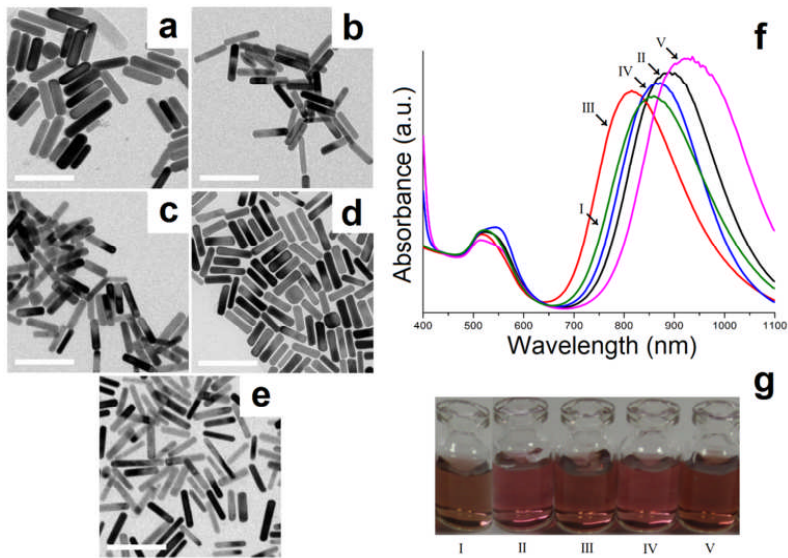 a
b
c
d
e
f
V
II
IV
III
I
Absorbance (a.u.)
400 500 600 700 800 900 1000 1100
Wavelength (nm)
g
I II III IV V